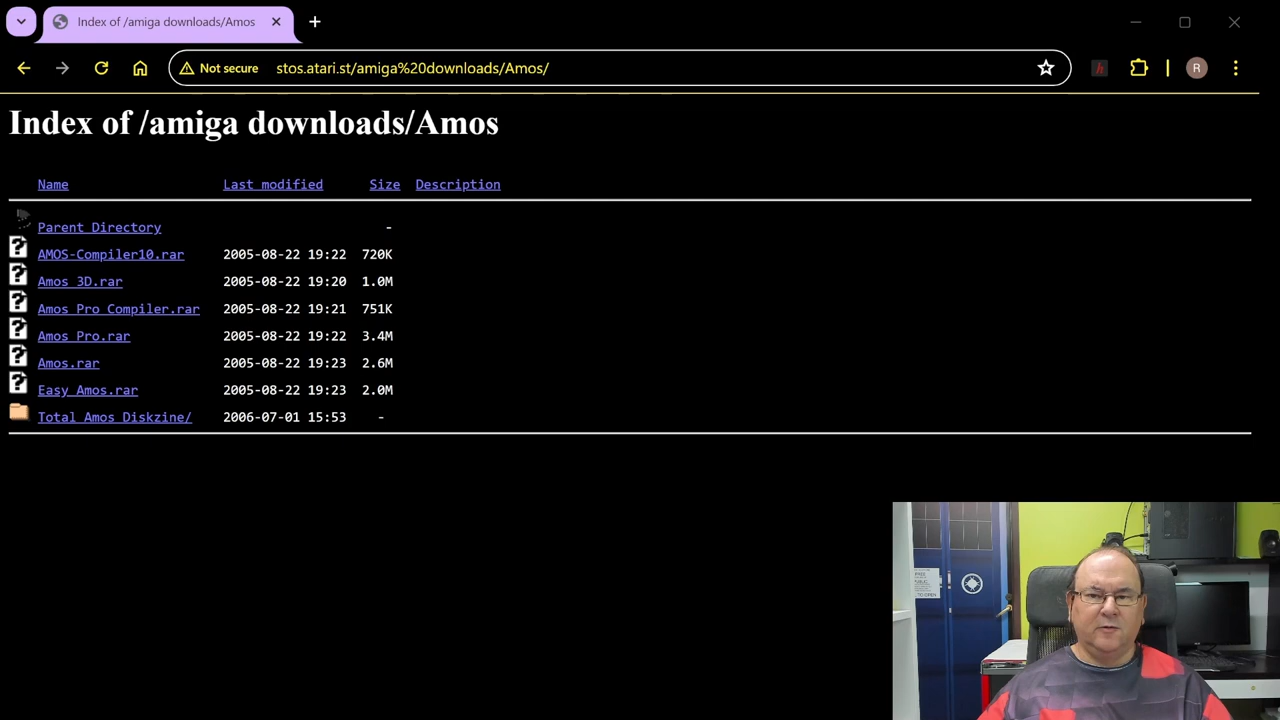 Index of /amiga downloads/Amos
Not secure stos.atari.st/amiga%20downloads/Amos/
h
R
Index of /amiga downloads/Amos
Name Last modified Size Description
Parent Directory -
AMOS-Compiler10.rar 2005-08-22 19:22 720K
Amos 3D.rar 2005-08-22 19:20 1.0M
Amos Pro Compiler.rar 2005-08-22 19:21 751K
Amos Pro.rar 2005-08-22 19:22 3.4M
Amos.rar 2005-08-22 19:23 2.6M
Easy Amos.rar 2005-08-22 19:23 2.0M
Total Amos Diskzine/ 2006-07-01 15:53 -
FREE
TO OPEN